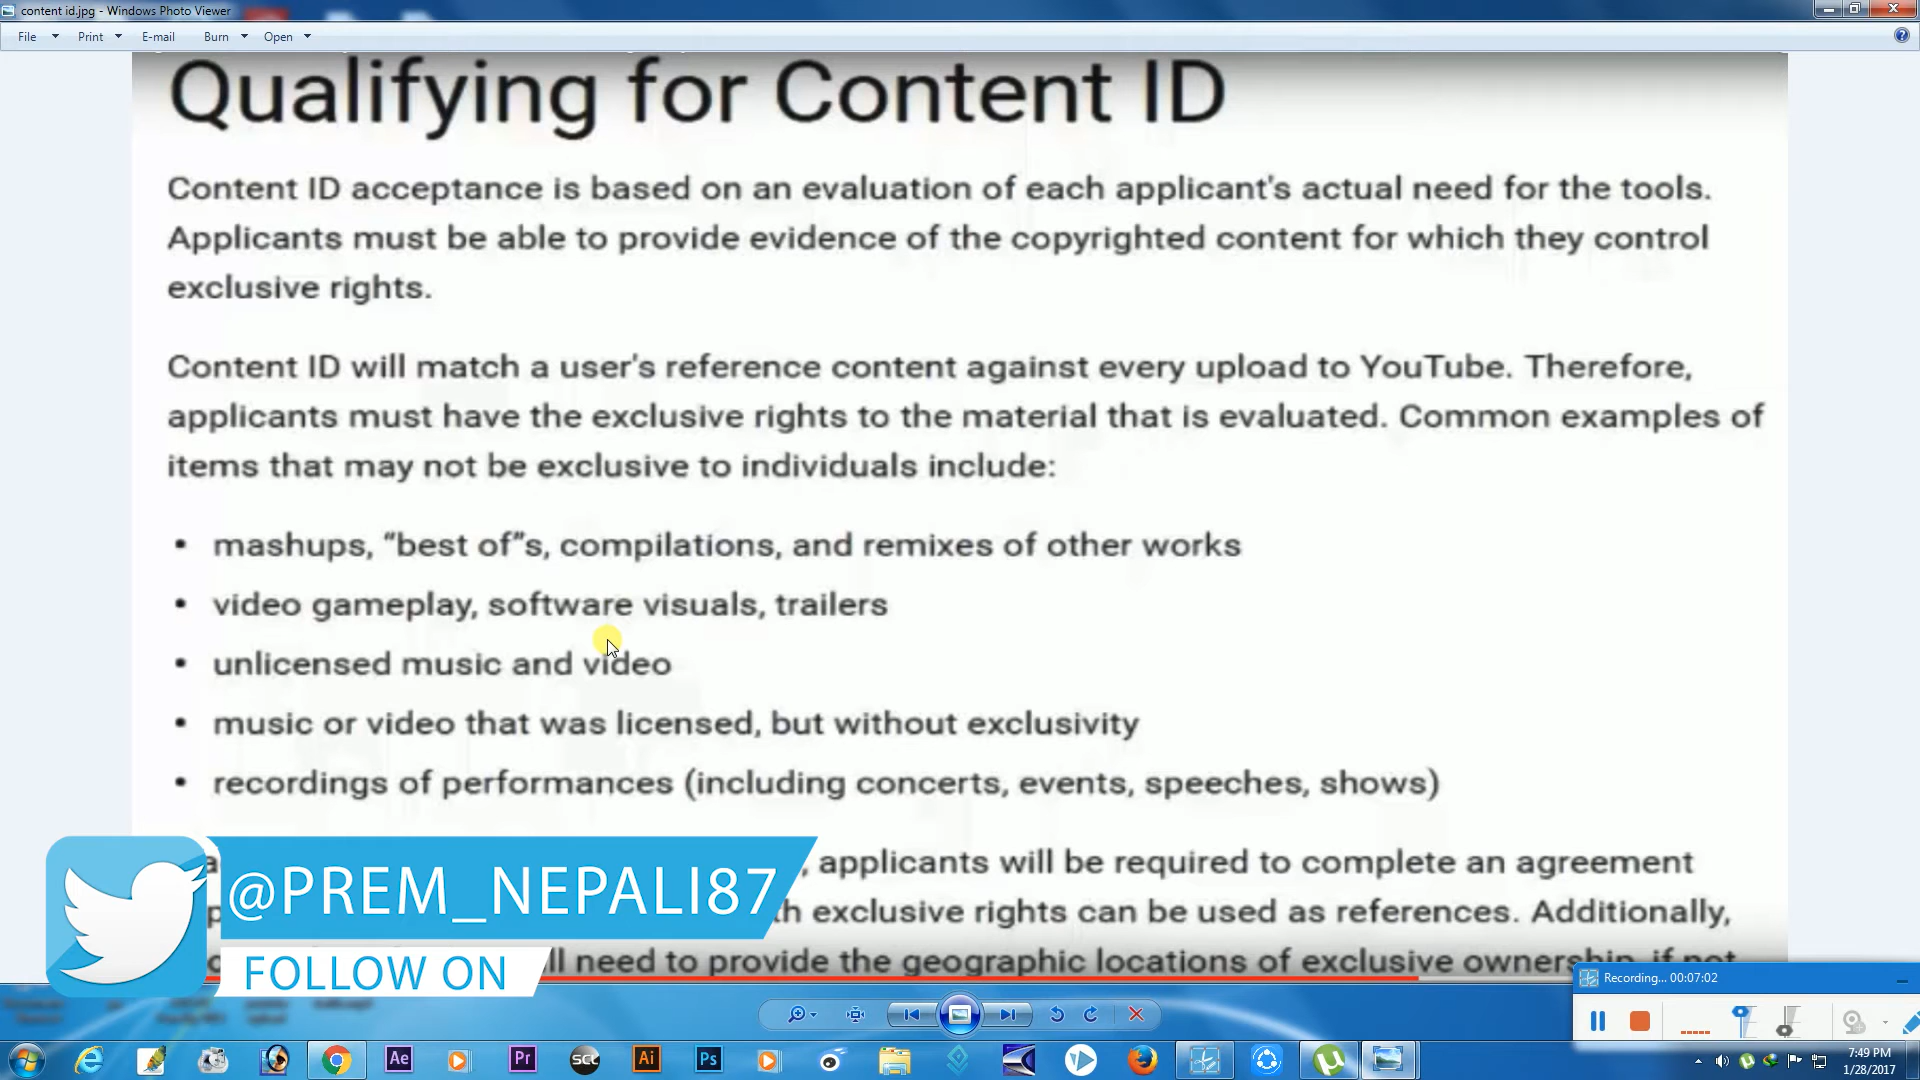 content id.jpg - Windows Photo Viewer
File Print E-mail Burn Open
Qualifying for Content ID
Content ID acceptance is based on an evaluation of each applicant's actual need for the tools.
Applicants must be able to provide evidence of the copyrighted content for which they control
exclusive rights.
Content ID will match a user's reference content against every upload to YouTube. Therefore,
applicants must have the exclusive rights to the material that is evaluated. Common examples of
items that may not be exclusive to individuals include:
• mashups, “best of”s, compilations, and remixes of other works
• video gameplay, software visuals, trailers
• unlicensed music and video
• music or video that was licensed, but without exclusivity
• recordings of performances (including concerts, events, speeches, shows)
, applicants will be required to complete an agreement
exclusive rights can be used as references. Additionally,
need to provide the geographic locations of exclusive ownership, if not
@PREM_NEPALI87
FOLLOW ON
Recording... 00:07:02
Ae Pr SCL Ai Ps
7:49 PM
1/28/2017